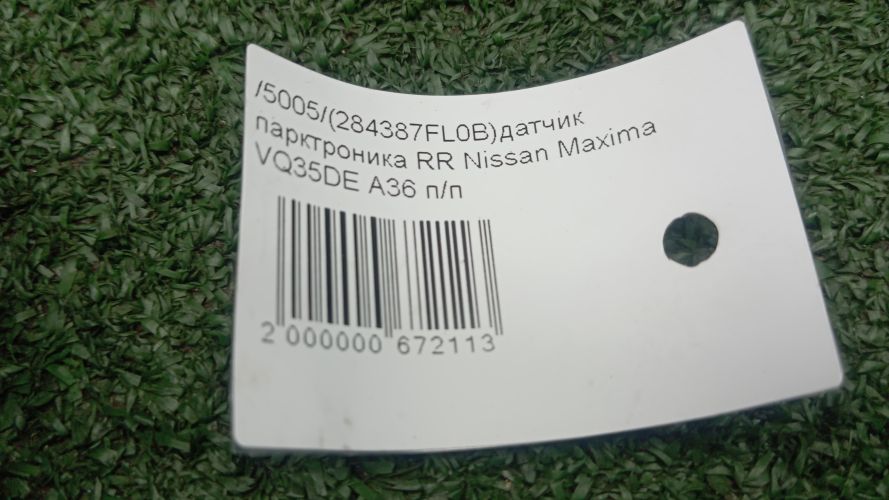 /5005/(284387FL0B)датчик
парктроника RR Nissan Maxima
VQ35DE A36 п/п
2 000000 672113